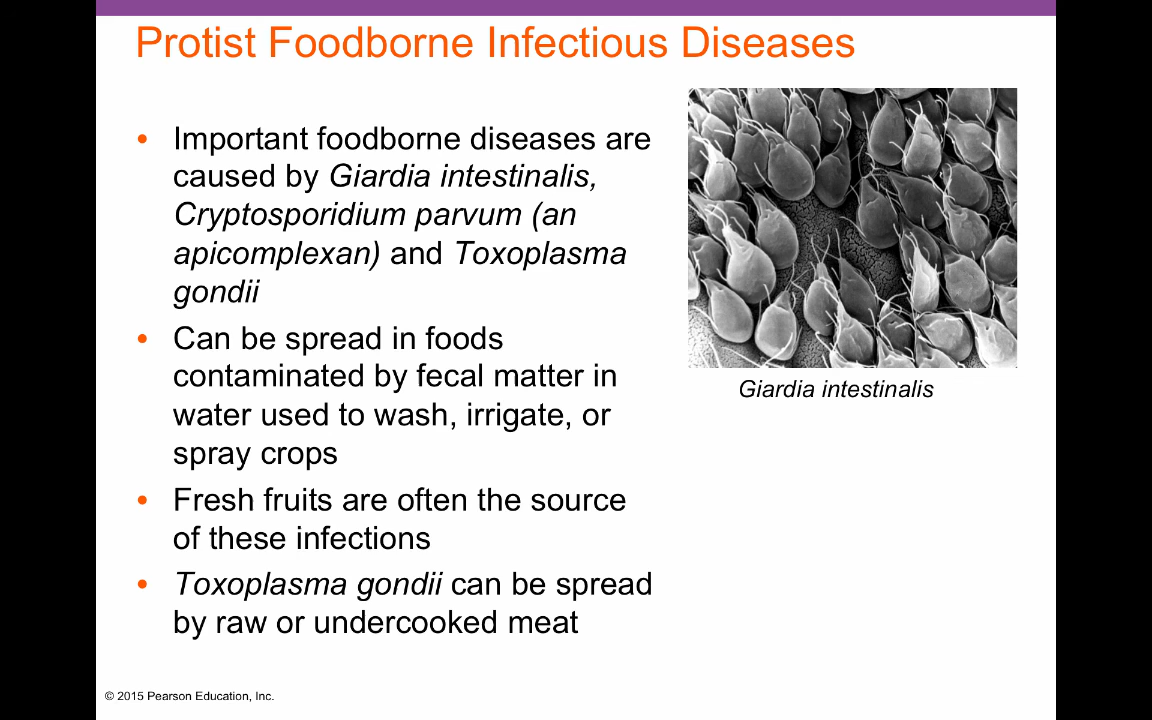 Protist Foodborne Infectious Diseases
• Important foodborne diseases are
caused by Giardia intestinalis,
Cryptosporidium parvum (an
apicomplexan) and Toxoplasma
gondii
• Can be spread in foods
contaminated by fecal matter in
water used to wash, irrigate, or
spray crops
• Fresh fruits are often the source
of these infections
• Toxoplasma gondii can be spread
by raw or undercooked meat
Giardia intestinalis
© 2015 Pearson Education, Inc.